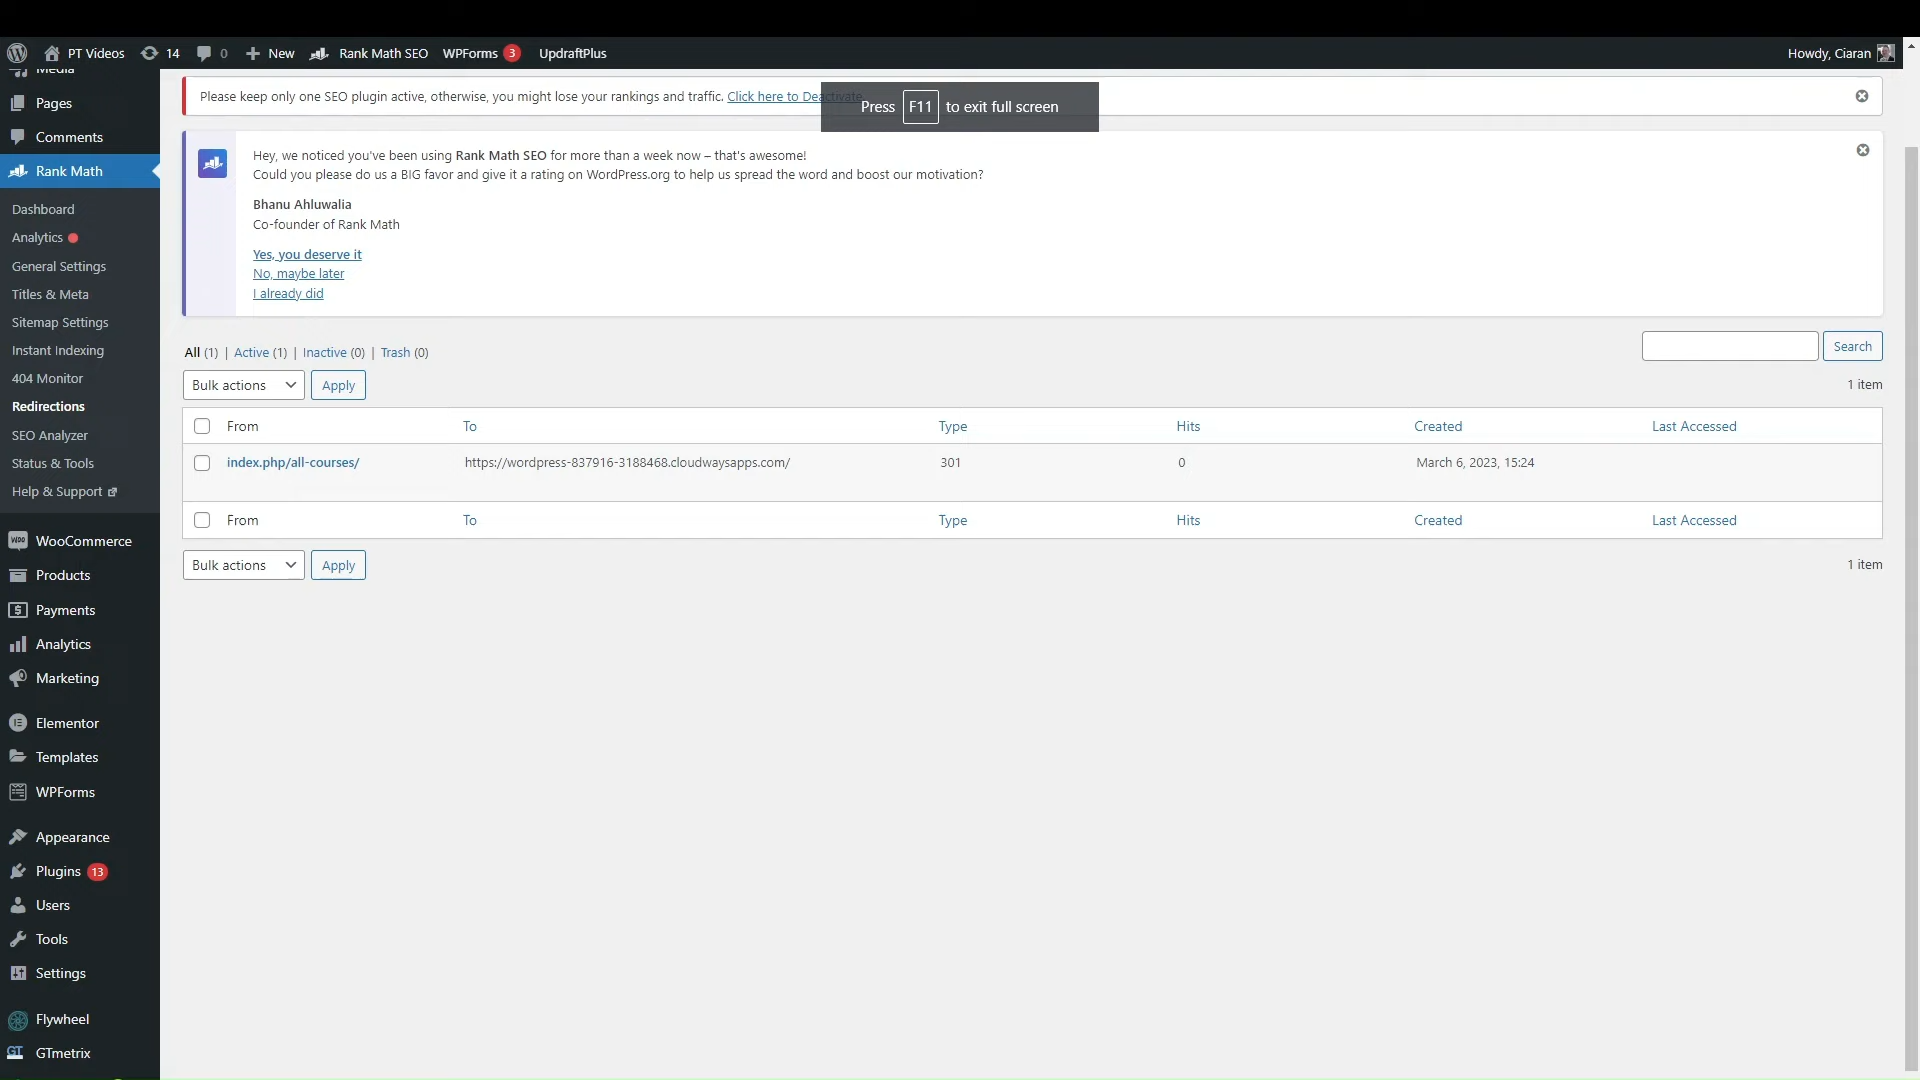 PT Videos 14 0 New Rank Math SEO WPForms 3 UpdraftPlus Howdy, Ciaran
Media
Pages
Comments
Rank Math
Dashboard
Analytics
General Settings
Titles & Meta
Sitemap Settings
Instant Indexing
404 Monitor
Redirections
SEO Analyzer
Status & Tools
Help & Support
WooCommerce
Products
Payments
Analytics
Marketing
Elementor
Templates
WPForms
Appearance
Plugins 13
Users
Tools
Settings
Flywheel
GT GTmetrix
Please keep only one SEO plugin active, otherwise, you might lose your rankings and traffic. Click here to Deactivate.
Press F11 to exit full screen
Hey, we noticed you've been using Rank Math SEO for more than a week now – that's awesome!
Could you please do us a BIG favor and give it a rating on WordPress.org to help us spread the word and boost our motivation?
Bhanu Ahluwalia
Co-founder of Rank Math
Yes, you deserve it
No, maybe later
I already did
All (1) | Active (1) | Inactive (0) | Trash (0)
Search
Bulk actions Apply 1 item
From To Type Hits Created Last Accessed
index.php/all-courses/ https://wordpress-837916-3188468.cloudwaysapps.com/ 301 0 March 6, 2023, 15:24
From To Type Hits Created Last Accessed
Bulk actions Apply 1 item